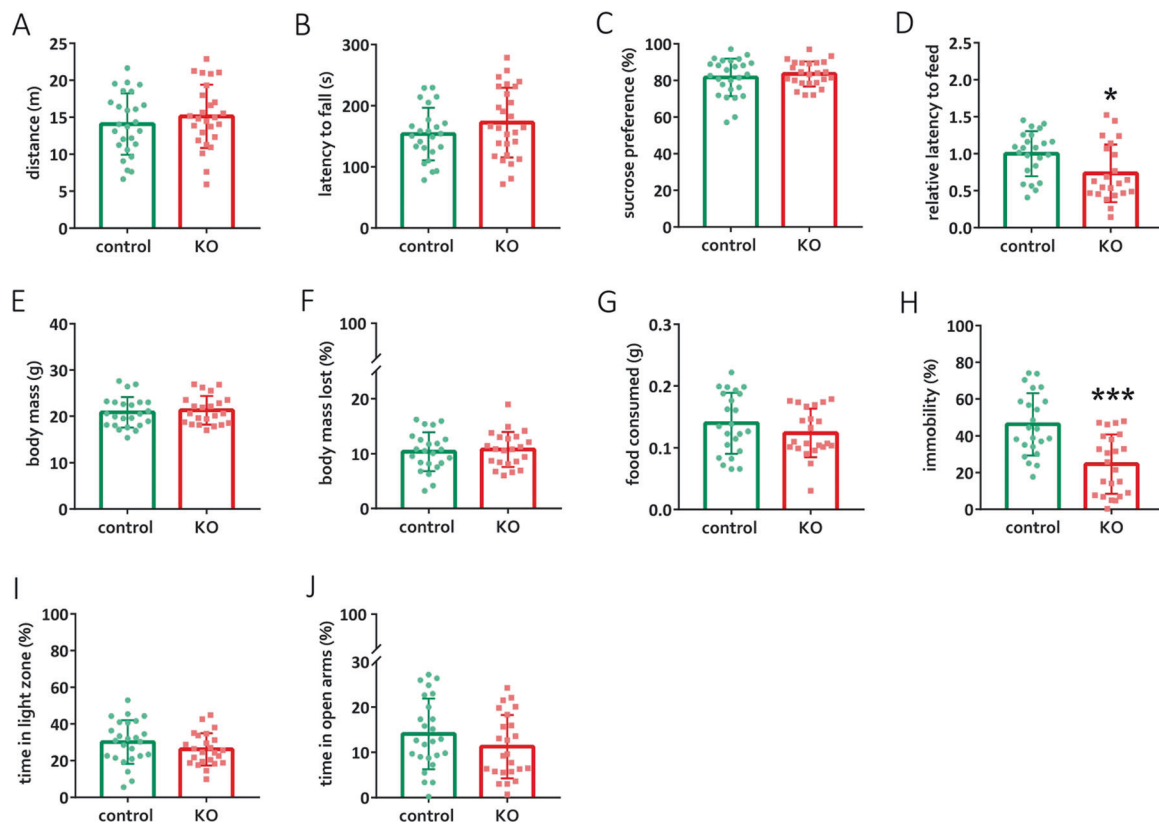 A
distance (m)
25
20
15
10
5
0
control KO
B
latency to fall (s)
300
200
100
0
control KO
C
sucrose preference (%)
100
80
60
40
20
0
control KO
D
relative latency to feed
2.5
2.0
1.5
1.0
0.5
0.0
*
control KO
E
body mass (g)
40
30
20
10
0
control KO
F
body mass lost (%)
100
30
20
10
0
control KO
G
food consumed (g)
0.3
0.2
0.1
0.0
control KO
H
immobility (%)
100
80
60
40
20
0
***
control KO
I
time in light zone (%)
100
80
60
40
20
0
control KO
J
time in open arms (%)
100
30
20
10
0
control KO